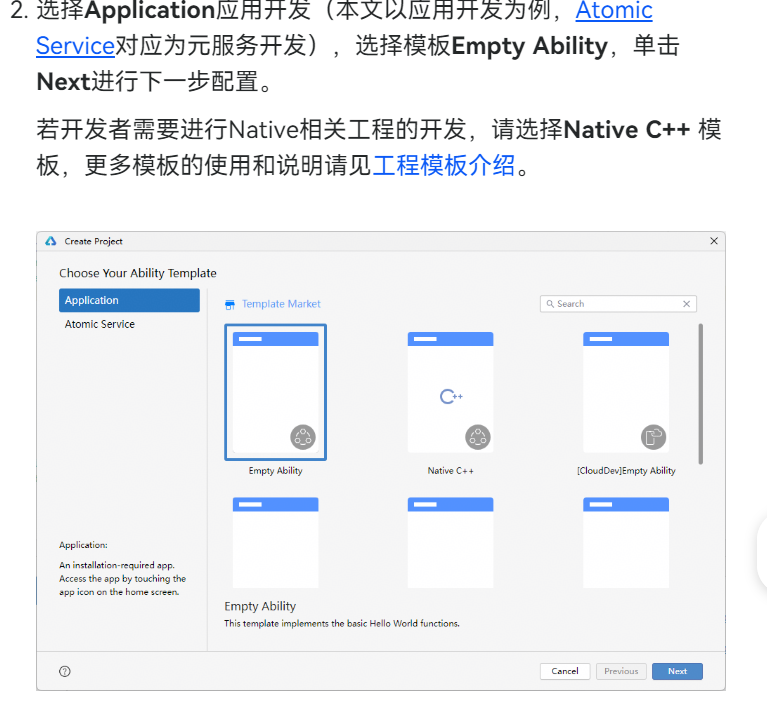 2. 选择Application应用开发（本文以应用开发为例，Atomic
Service对应为元服务开发），选择模板Empty Ability，单击
Next进行下一步配置。
若开发者需要进行Native相关工程的开发，请选择Native C++ 模
板，更多模板的使用和说明请见工程模板介绍。
Create Project
Choose Your Ability Template
Application
Atomic Service
Template Market
Search
C++
Empty Ability
Native C++
[CloudDev]Empty Ability
Application:
An installation-required app.
Access the app by touching the
app icon on the home screen.
Empty Ability
This template implements the basic Hello World functions.
?
Cancel
Previous
Next